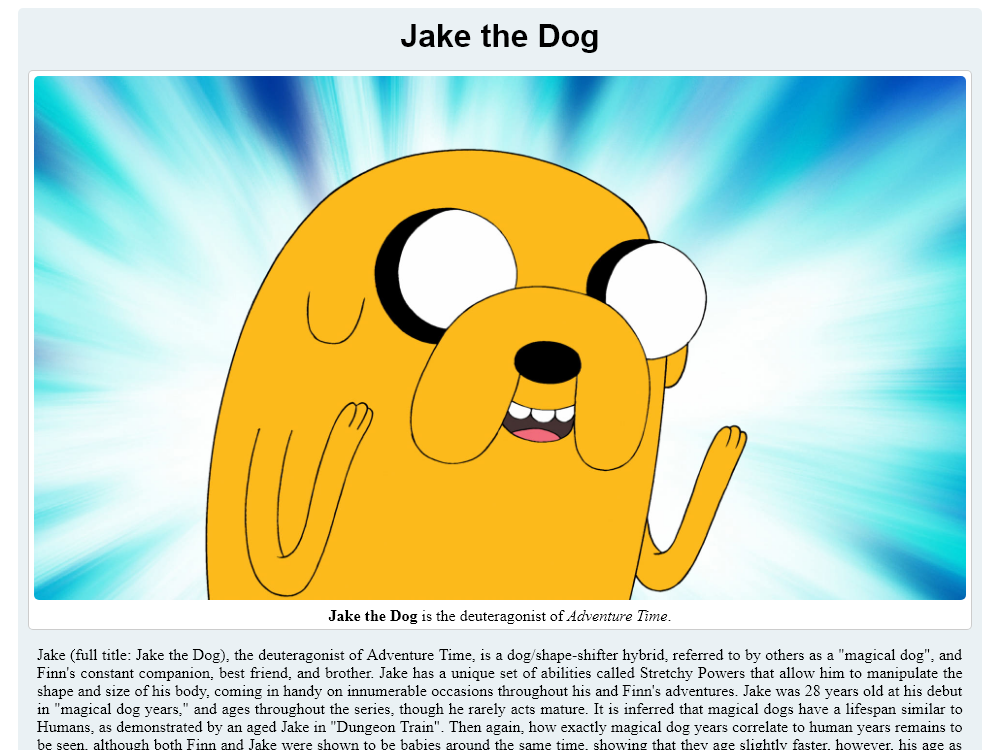 Jake the Dog
Jake the Dog is the deuteragonist of Adventure Time.
Jake (full title: Jake the Dog), the deuteragonist of Adventure Time, is a dog/shape-shifter hybrid, referred to by others as a "magical dog", and
Finn's constant companion, best friend, and brother. Jake has a unique set of abilities called Stretchy Powers that allow him to manipulate the
shape and size of his body, coming in handy on innumerable occasions throughout his and Finn's adventures. Jake was 28 years old at his debut
in "magical dog years," and ages throughout the series, though he rarely acts mature. It is inferred that magical dogs have a lifespan similar to
Humans, as demonstrated by an aged Jake in "Dungeon Train". Then again, how exactly magical dog years correlate to human years remains to
be seen, although both Finn and Jake were shown to be babies around the same time, showing that they age slightly faster, however, his age as